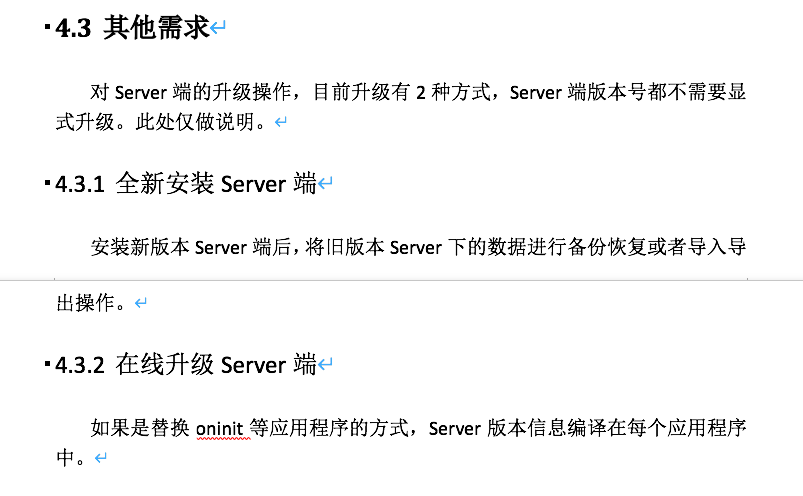 4.3 其他需求
对 Server 端的升级操作，目前升级有 2 种方式，Server 端版本号都不需要显
式升级。此处仅做说明。
4.3.1 全新安装 Server 端
安装新版本 Server 端后，将旧版本 Server 下的数据进行备份恢复或者导入导
出操作。
4.3.2 在线升级 Server 端
如果是替换 oninit 等应用程序的方式，Server 版本信息编译在每个应用程序
中。